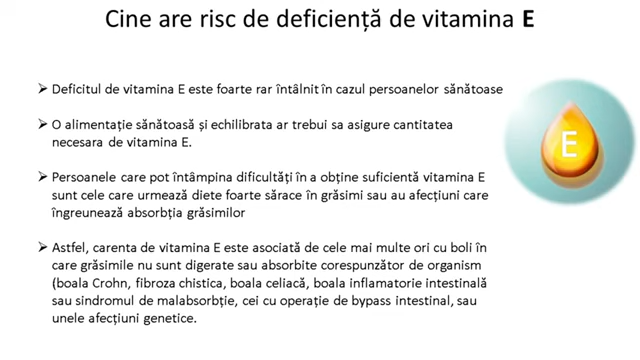 Cine are risc de deficiență de vitamina E
➢ Deficitul de vitamina E este foarte rar întâlnit în cazul persoanelor sănătoase
➢ O alimentație sănătoasă și echilibrata ar trebui sa asigure cantitatea
necesara de vitamina E.
➢ Persoanele care pot întâmpina dificultăți în a obține suficientă vitamina E
sunt cele care urmează diete foarte sărace în grăsimi sau au afecțiuni care
îngreunează absorbția grăsimilor
➢ Astfel, carenta de vitamina E este asociată de cele mai multe ori cu boli în
care grăsimile nu sunt digerate sau absorbite corespunzător de organism
(boala Crohn, fibroza chistica, boala celiacă, boala inflamatorie intestinală
sau sindromul de malabsorbție, cei cu operație de bypass intestinal, sau
unele afecțiuni genetice.
E